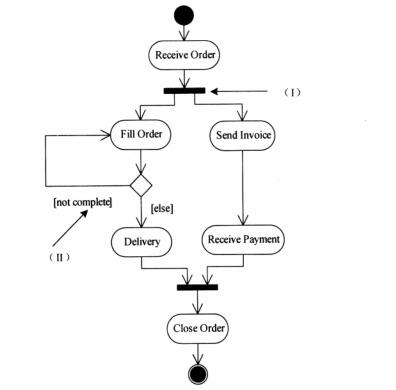 Receive Order
(I)
Fill Order
Send Invoice
[not complete]
[else]
(II)
Delivery
Receive Payment
Close Order